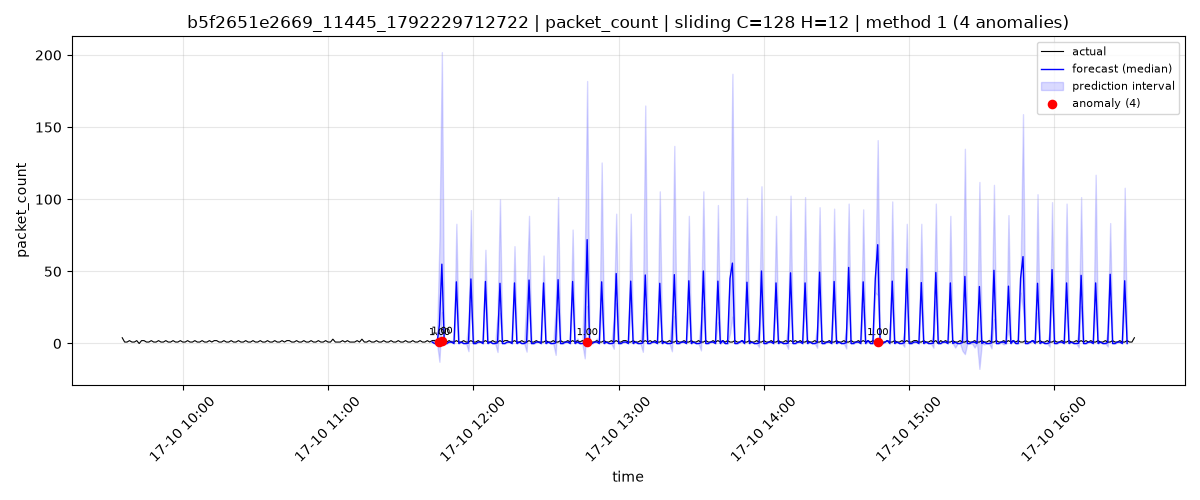 b5f2651e2669_11445_1792229712722 | packet_count | sliding C=128 H=12 | method 1 (4 anomalies)
actual
forecast (median)
prediction interval
anomaly (4)
packet_count
200
150
100
50
0
1.00
1.00
1.00
17-10 10:00
17-10 11:00
17-10 12:00
17-10 13:00
17-10 14:00
17-10 15:00
17-10 16:00
time